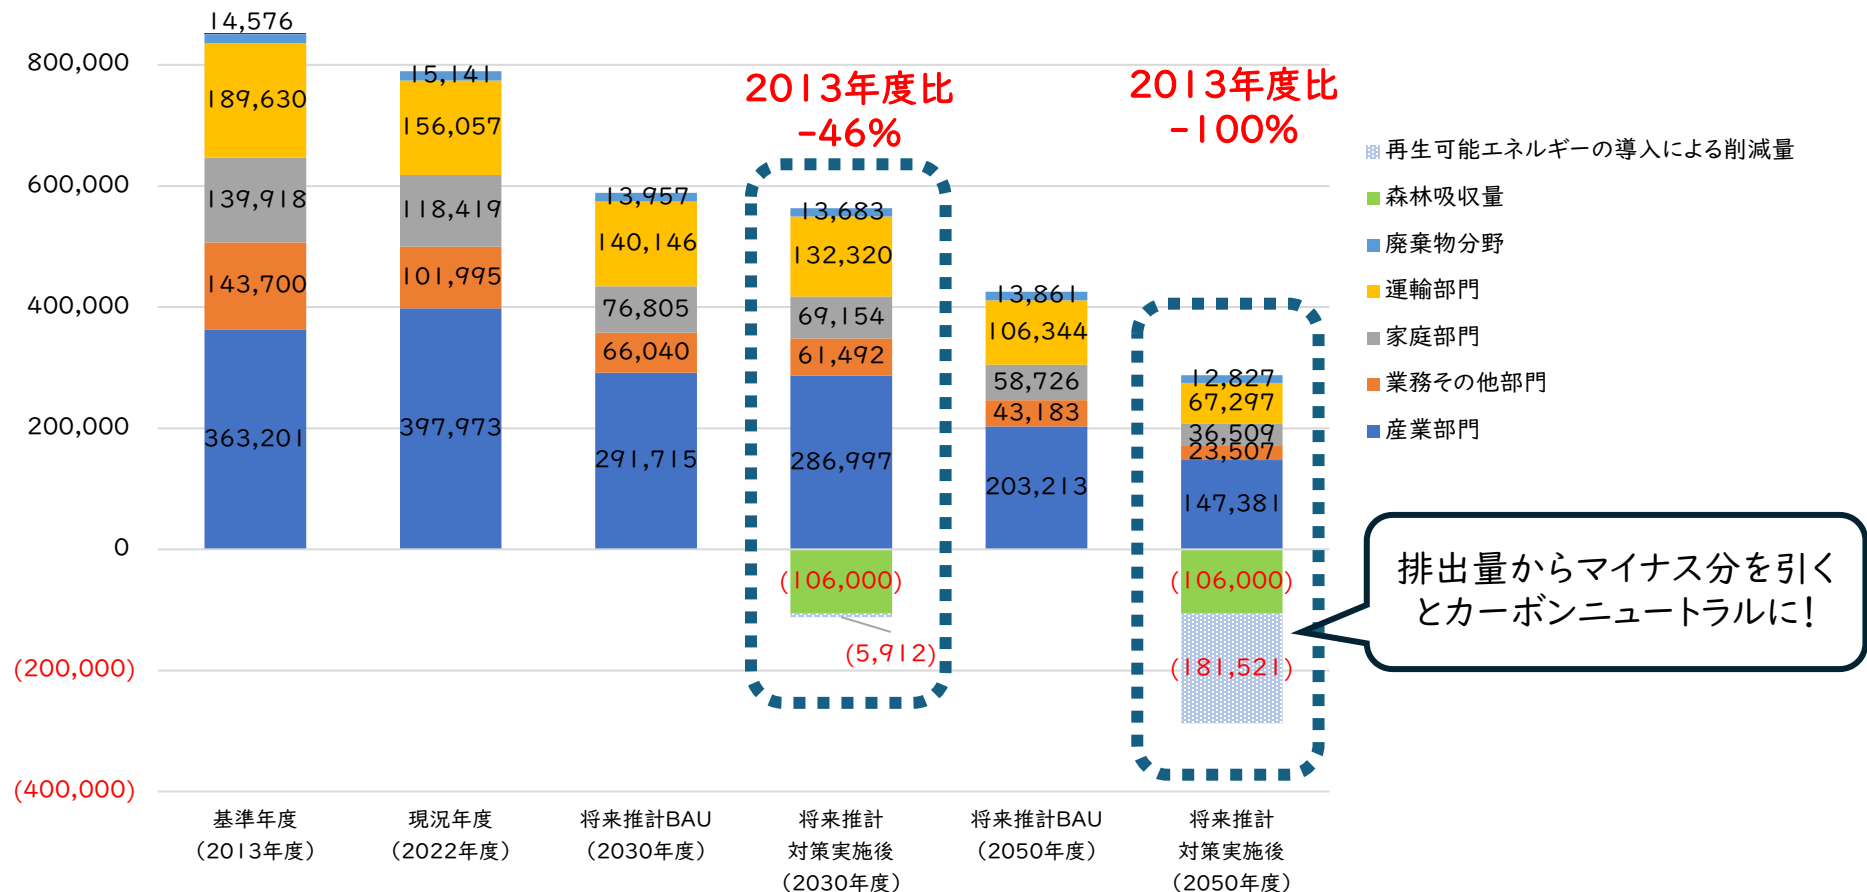 800,000
600,000
400,000
200,000
0
(200,000)
(400,000)
14,576
189,630
139,918
143,700
363,201
15,141
156,057
118,419
101,995
397,973
13,957
140,146
76,805
66,040
291,715
2013年度比
-46%
13,683
132,320
69,154
61,492
286,997
(106,000)
(5,912)
13,861
106,344
58,726
43,183
203,213
2013年度比
-100%
12,827
67,297
36,509
23,507
147,381
(106,000)
(181,521)
基準年度
(2013年度)
現況年度
(2022年度)
将来推計BAU
(2030年度)
将来推計
対策実施後
(2030年度)
将来推計BAU
(2050年度)
将来推計
対策実施後
(2050年度)
再生可能エネルギーの導入による削減量
森林吸収量
廃棄物分野
運輸部門
家庭部門
業務その他部門
産業部門
排出量からマイナス分を引く
とカーボンニュートラルに!